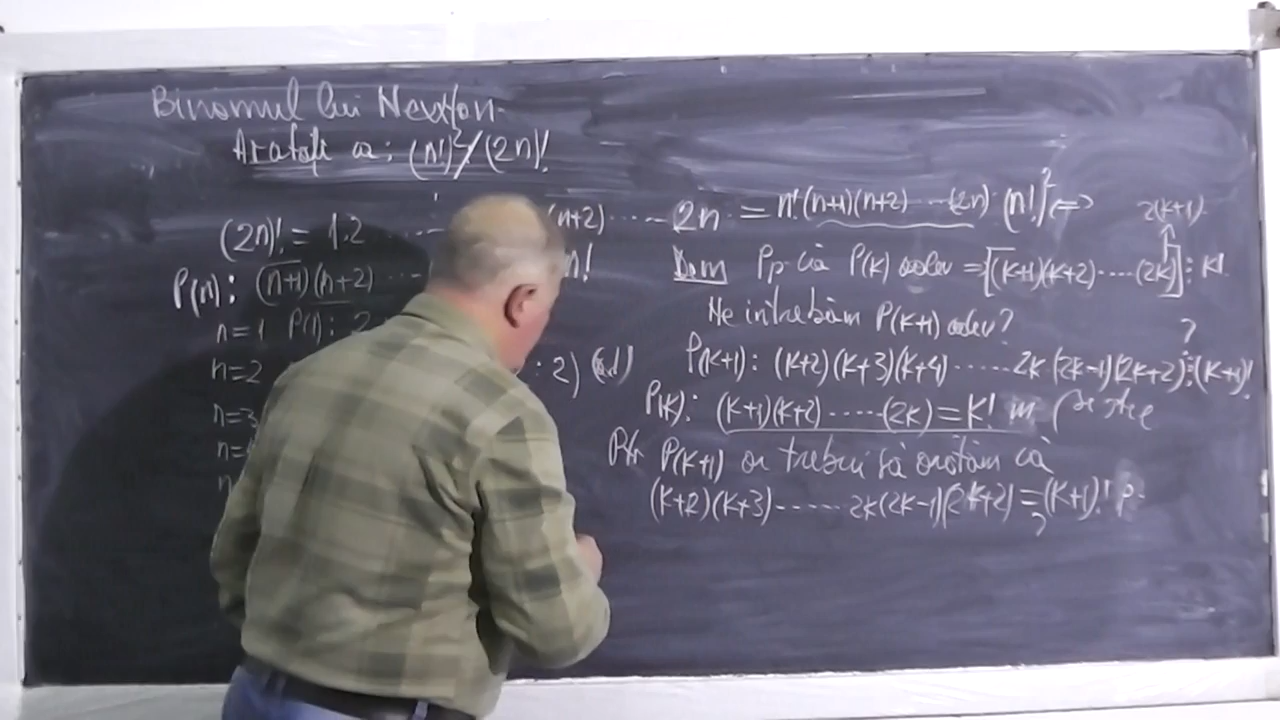 Binomul lui Newton.
Arătați că: (n!)²/(2n)!
(2n)! = 1.2 ..... (n+2) ..... 2n = n!(n+1)(n+2) ...(2n) ⋮ (n!)² <=>
P(n): (n+1)(n+2) .... n!
n=1 P(1): 2
n=2 : 2)
n=3
n=
n
2(k+1)
Dem Pp că P(k) adev = [(k+1)(k+2).....(2k)] ⋮ k!
Ne întrebăm P(k+1) adev?
?
P(k+1): (k+2)(k+3)(k+4) ...... 2k(2k-1)(2k+2) ⋮ (k+1)!
P(k): (k+1)(k+2) ..... (2k) = k! m
Ptr P(k+1) ar trebui să arătăm că
(k+2)(k+3) ...... 2k(2k-1)(2k+2) = (k+1)! p
?